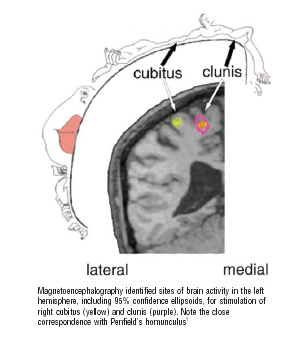 cubitus clunis
lateral medial
Magnetoencephalography identified sites of brain activity in the left
hemisphere, including 95% confidence ellipsoids, for stimulation of
right cubitus (yellow) and clunis (purple). Note the
close correspondence with Penfield's homunculus